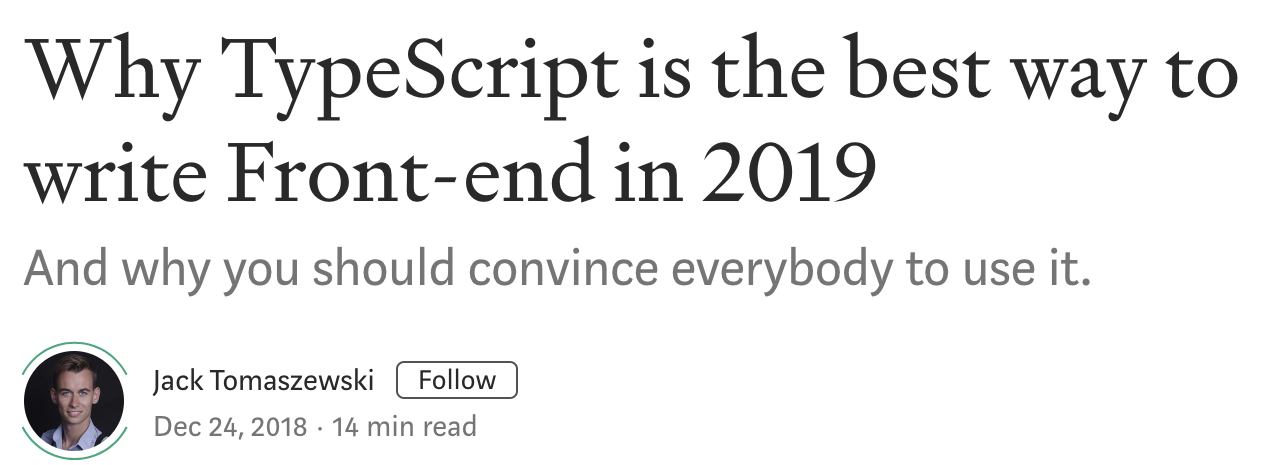 Why TypeScript is the best way to
write Front-end in 2019
And why you should convince everybody to use it.
Jack Tomaszewski Follow
Dec 24, 2018 · 14 min read